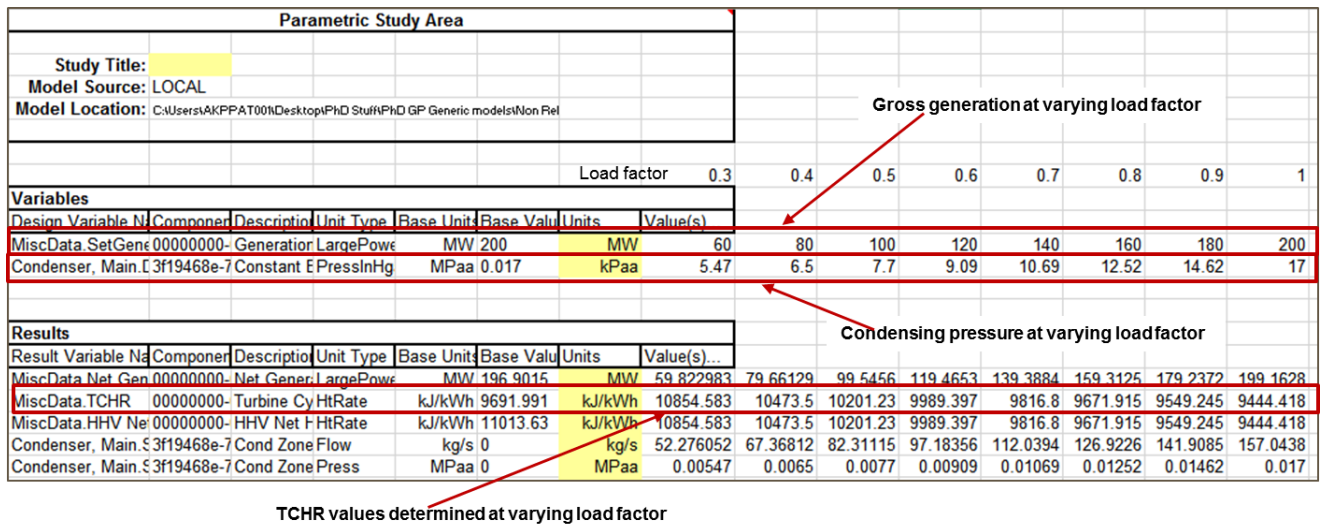 Parametric Study Area
Study Title:
Model Source: LOCAL
Model Location: C:\Users\AKPPAT001\Desktop\PhD Stuff\PhD GP Generic models\Non Rel
Gross generation at varying load factor
Load factor 0.3 0.4 0.5 0.6 0.7 0.8 0.9 1
Variables
Design Variable Na Component Description Unit Type Base Units Base Valu Units Value(s)
MiscData.SetGene 00000000- Generation LargePowe MW 200 MW 60 80 100 120 140 160 180 200
Condenser, Main.D 3f19468e-7 Constant E PressInHg MPaa 0.017 kPaa 5.47 6.5 7.7 9.09 10.69 12.52 14.62 17
Condensing pressure at varying load factor
Results
Result Variable Na Component Description Unit Type Base Units Base Valu Units Value(s)...
MiscData.Net Gen 00000000- Net Genera LargePowe MW 196.9015 MW 59.822983 79.66129 99.5456 119.4653 139.3884 159.3125 179.2372 199.1628
MiscData.TCHR 00000000- Turbine Cy HtRate kJ/kWh 9691.991 kJ/kWh 10854.583 10473.5 10201.23 9989.397 9816.8 9671.915 9549.245 9444.418
MiscData.HHV Net 00000000- HHV Net H HtRate kJ/kWh 11013.63 kJ/kWh 10854.583 10473.5 10201.23 9989.397 9816.8 9671.915 9549.245 9444.418
Condenser, Main.S 3f19468e-7 Cond Zone Flow kg/s 0 kg/s 52.276052 67.36812 82.31115 97.18356 112.0394 126.9226 141.9085 157.0438
Condenser, Main.S 3f19468e-7 Cond Zone Press MPaa 0 MPaa 0.00547 0.0065 0.0077 0.00909 0.01069 0.01252 0.01462 0.017
TCHR values determined at varying load factor